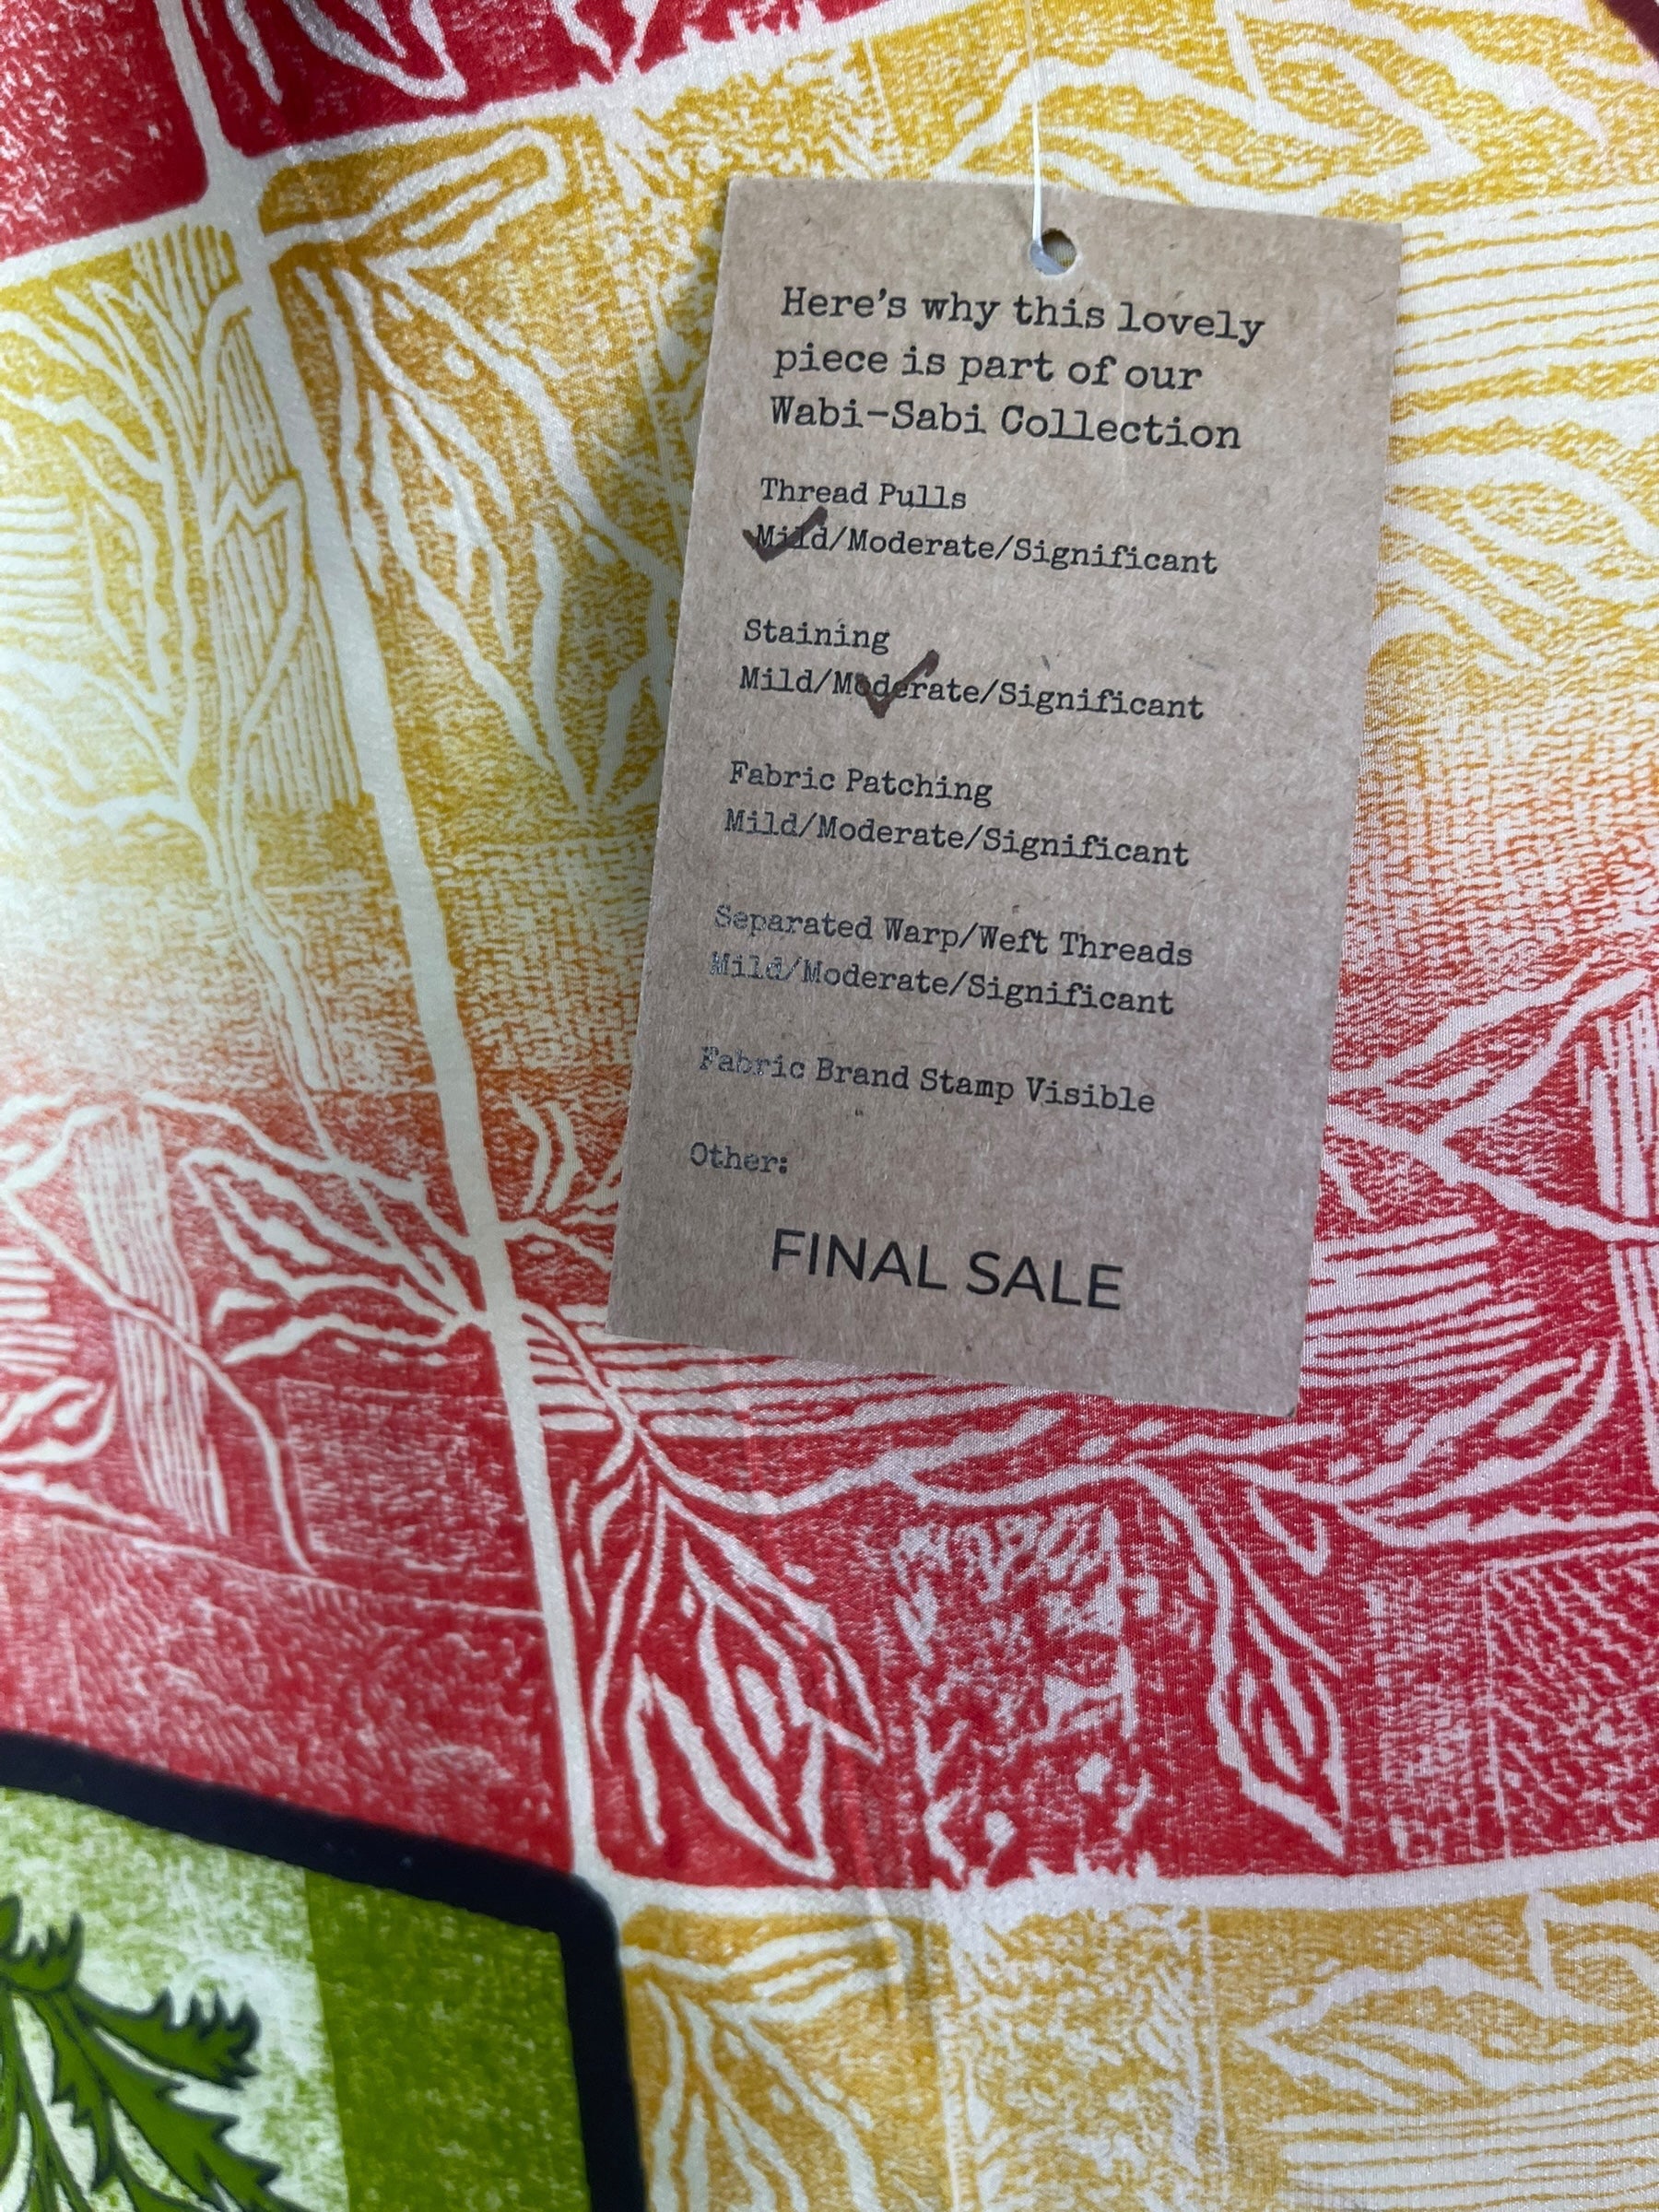 Here's why this lovely
piece is part of our
Wabi-Sabi Collection
Thread Pulls
Mild/Moderate/Significant
Staining
Mild/Moderate/Significant
Fabric Patching
Mild/Moderate/Significant
Separated Warp/Weft Threads
Mild/Moderate/Significant
Fabric Brand Stamp Visible
Other:
FINAL SALE